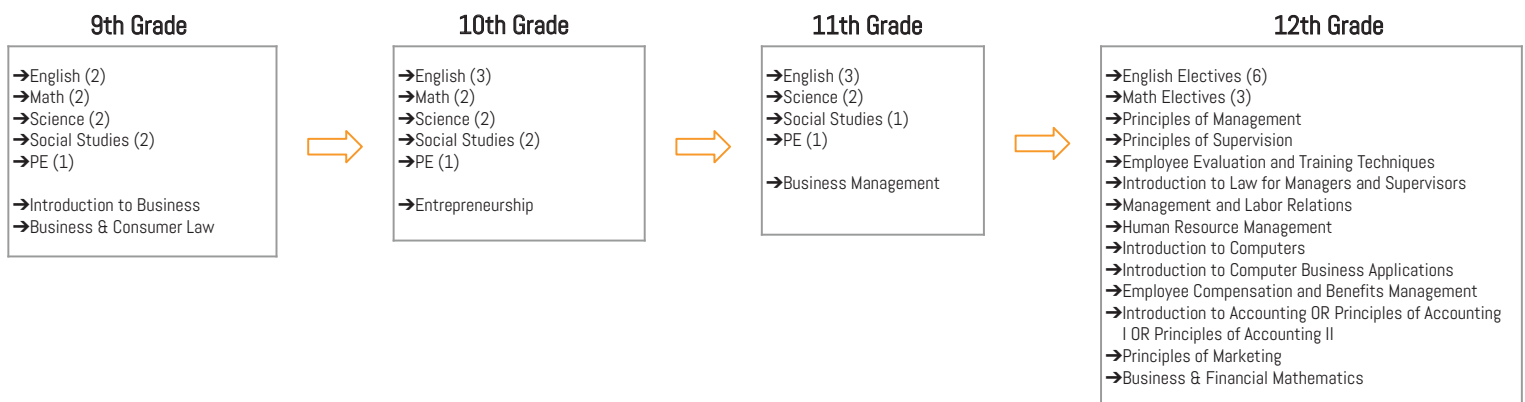 9th Grade
➔English (2)
➔Math (2)
➔Science (2)
➔Social Studies (2)
➔PE (1)
➔Introduction to Business
➔Business & Consumer Law
10th Grade
➔English (3)
➔Math (2)
➔Science (2)
➔Social Studies (2)
➔PE (1)
➔Entrepreneurship
11th Grade
➔English (3)
➔Science (2)
➔Social Studies (1)
➔PE (1)
➔Business Management
12th Grade
➔English Electives (6)
➔Math Electives (3)
➔Principles of Management
➔Principles of Supervision
➔Employee Evaluation and Training Techniques
➔Introduction to Law for Managers and Supervisors
➔Management and Labor Relations
➔Human Resource Management
➔Introduction to Computers
➔Introduction to Computer Business Applications
➔Employee Compensation and Benefits Management
➔Introduction to Accounting OR Principles of Accounting
I OR Principles of Accounting II
➔Principles of Marketing
➔Business & Financial Mathematics